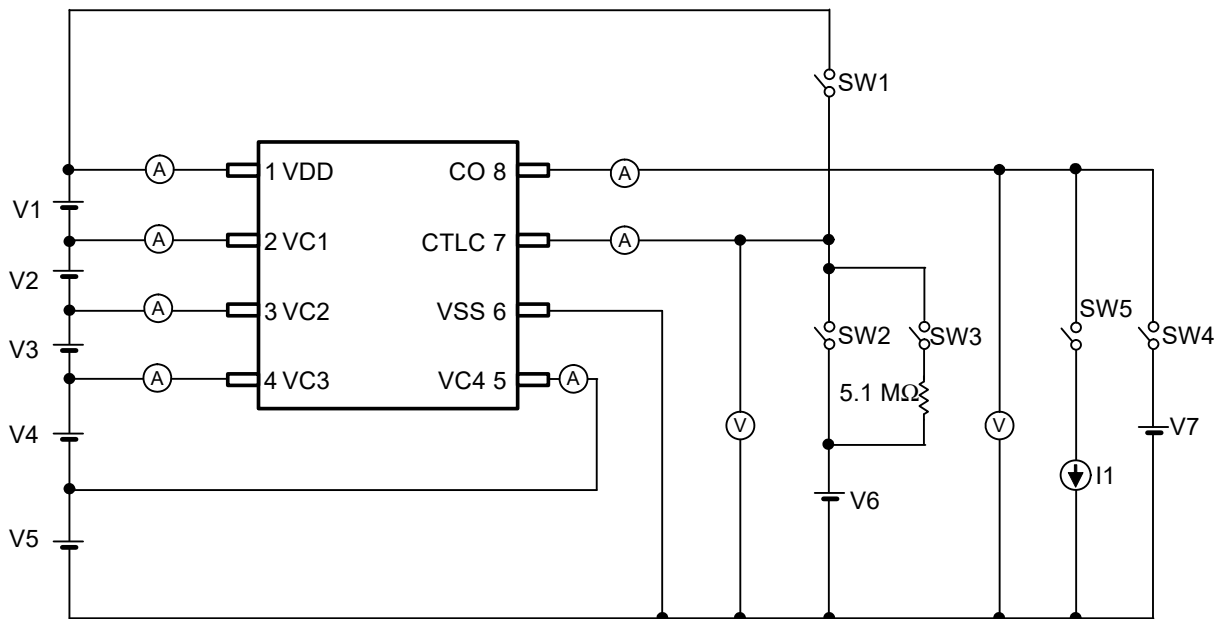 SW1
A
1 VDD
CO 8
A
V1
A
2 VC1
CTLC 7
A
V2
A
3 VC2
VSS 6
SW2
SW3
SW5
SW4
V3
A
4 VC3
VC4 5
A
5.1 MΩ
V4
V
V
V7
I1
V6
V5